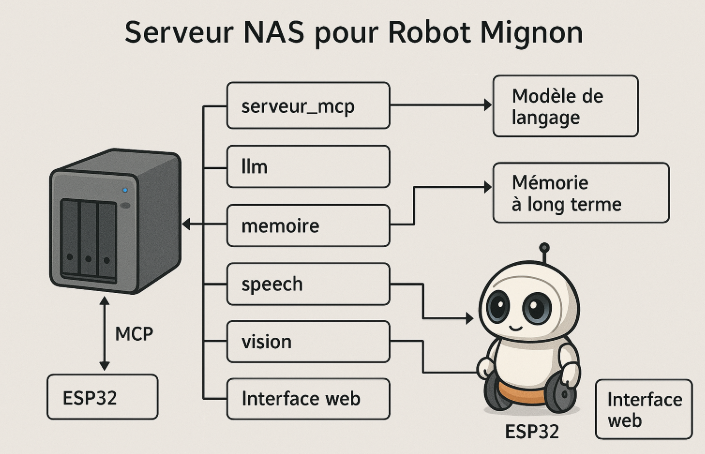 Serveur NAS pour Robot Mignon
serveur_mcp
Modèle de
langage
llm
Mémorie
à long terme
memoire
speech
MCP
vision
ESP32
Interface web
ESP32
Interface
web